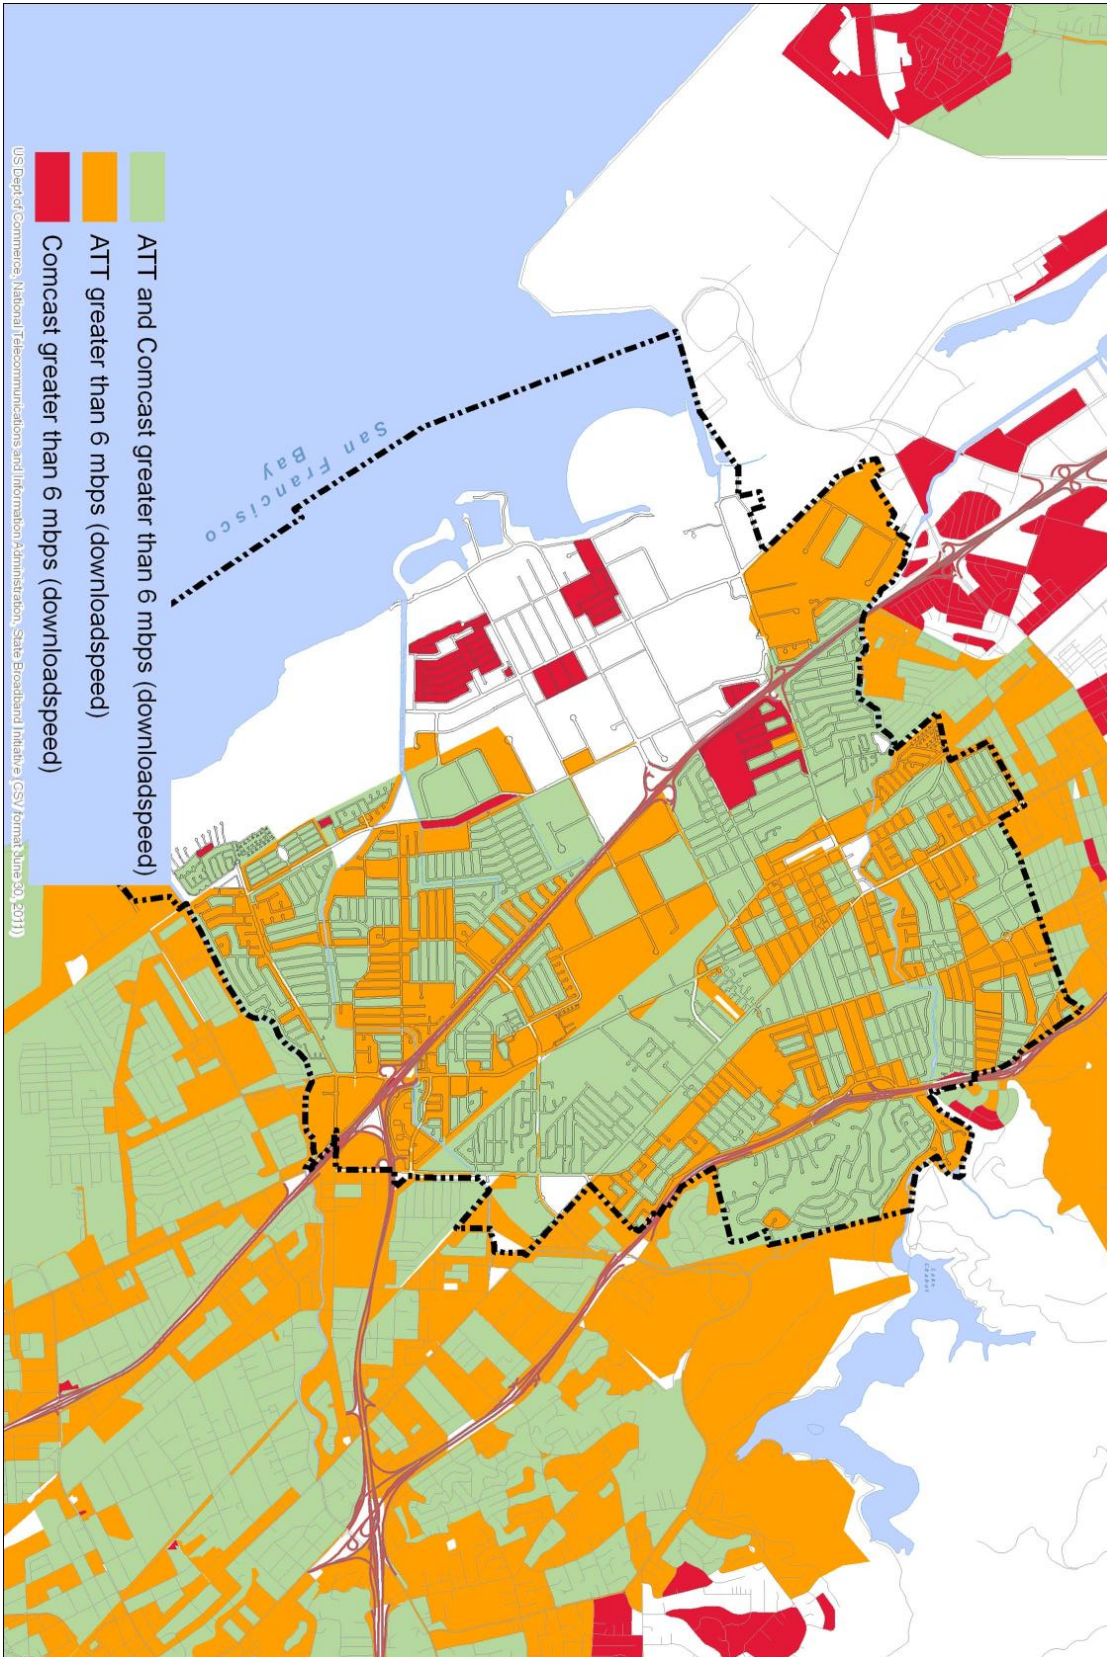 ATT and Comcast greater than 6 mbps (downloadspeed)
ATT greater than 6 mbps (downloadspeed)
Comcast greater than 6 mbps (downloadspeed)
US Dept of Commerce, National Telecommunications and Information Administration, State Broadband Initiative (CSV format June 30, 2011)
San Francisco
Bay
Lake
Chabot